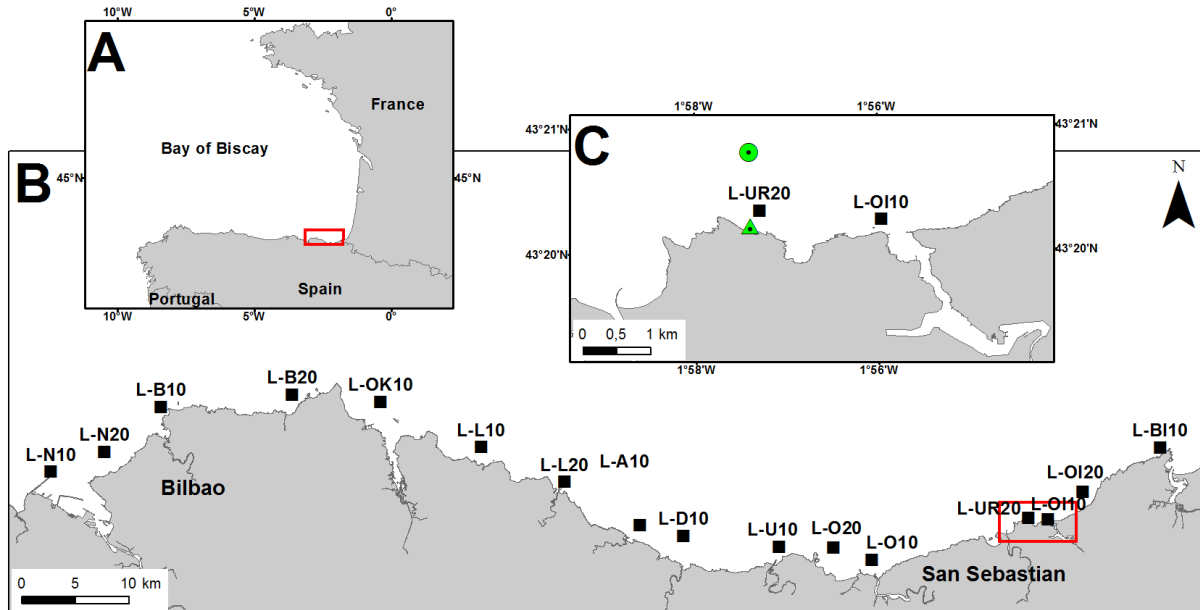 10°W 5°W 0°
A
France
Bay of Biscay
45°N 45°N
Spain
Portugal
10°W 5°W 0°
B
1°58'W 1°56'W
43°21'N 43°21'N
C
L-UR20
L-OI10
43°20'N 43°20'N
0 0,5 1 km
1°58'W 1°56'W
N
L-B10
L-B20
L-OK10
L-N20
L-N10
L-L10
L-L20
L-A10
L-D10
L-U10
L-O20
L-O10
L-UR20
L-OI10
L-OI20
L-BI10
Bilbao
San Sebastian
0 5 10 km